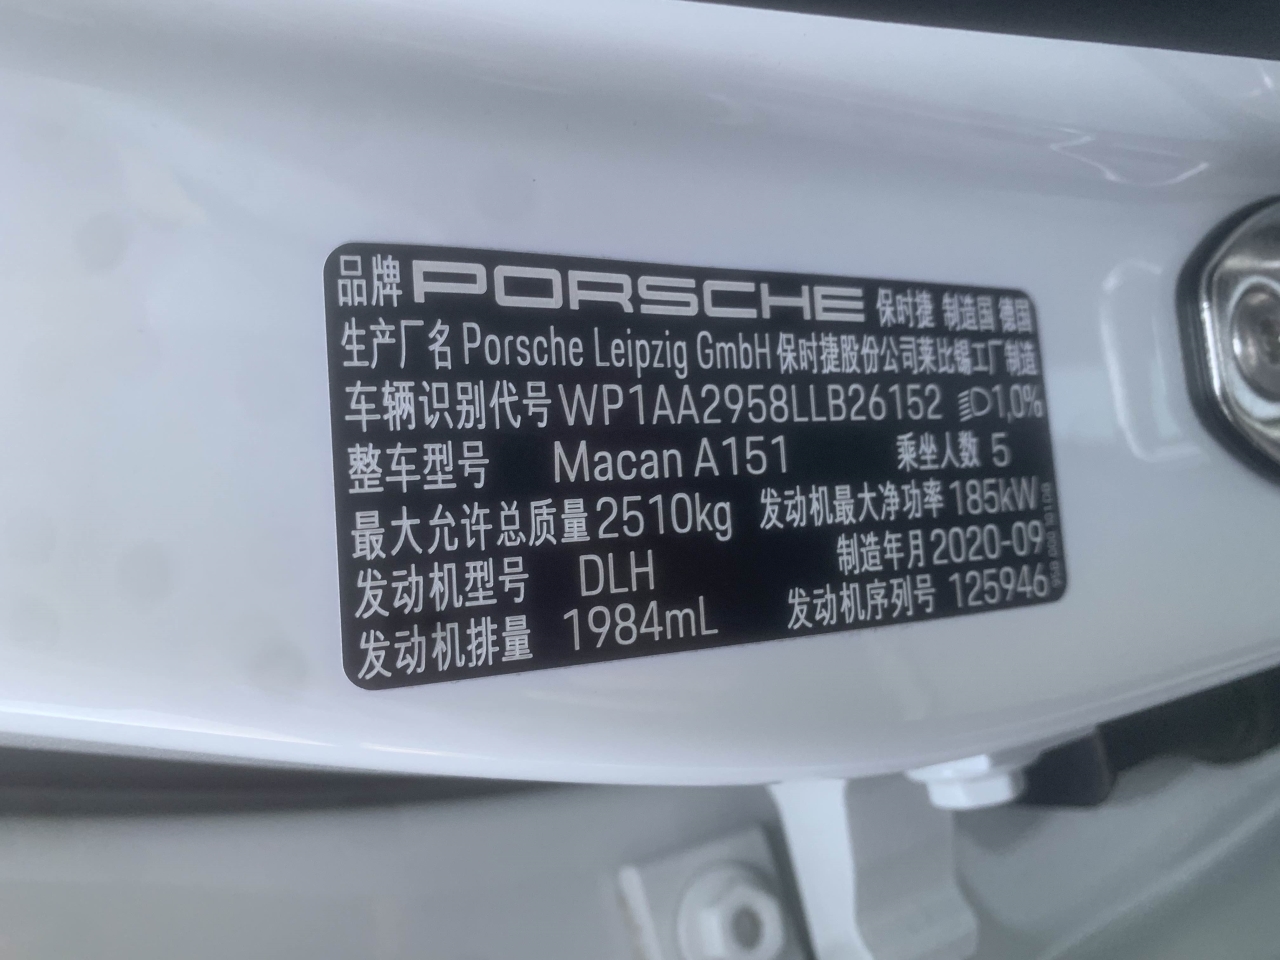 品牌 PORSCHE 保时捷 制造国 德国
生产厂名 Porsche Leipzig GmbH 保时捷股份公司莱比锡工厂制造
车辆识别代号 WP1AA2958LLB26152 1,0%
整车型号 Macan A151 乘坐人数 5
最大允许总质量 2510kg 发动机最大净功率 185kW
发动机型号 DLH 制造年月 2020-09
发动机排量 1984mL 发动机序列号 125946